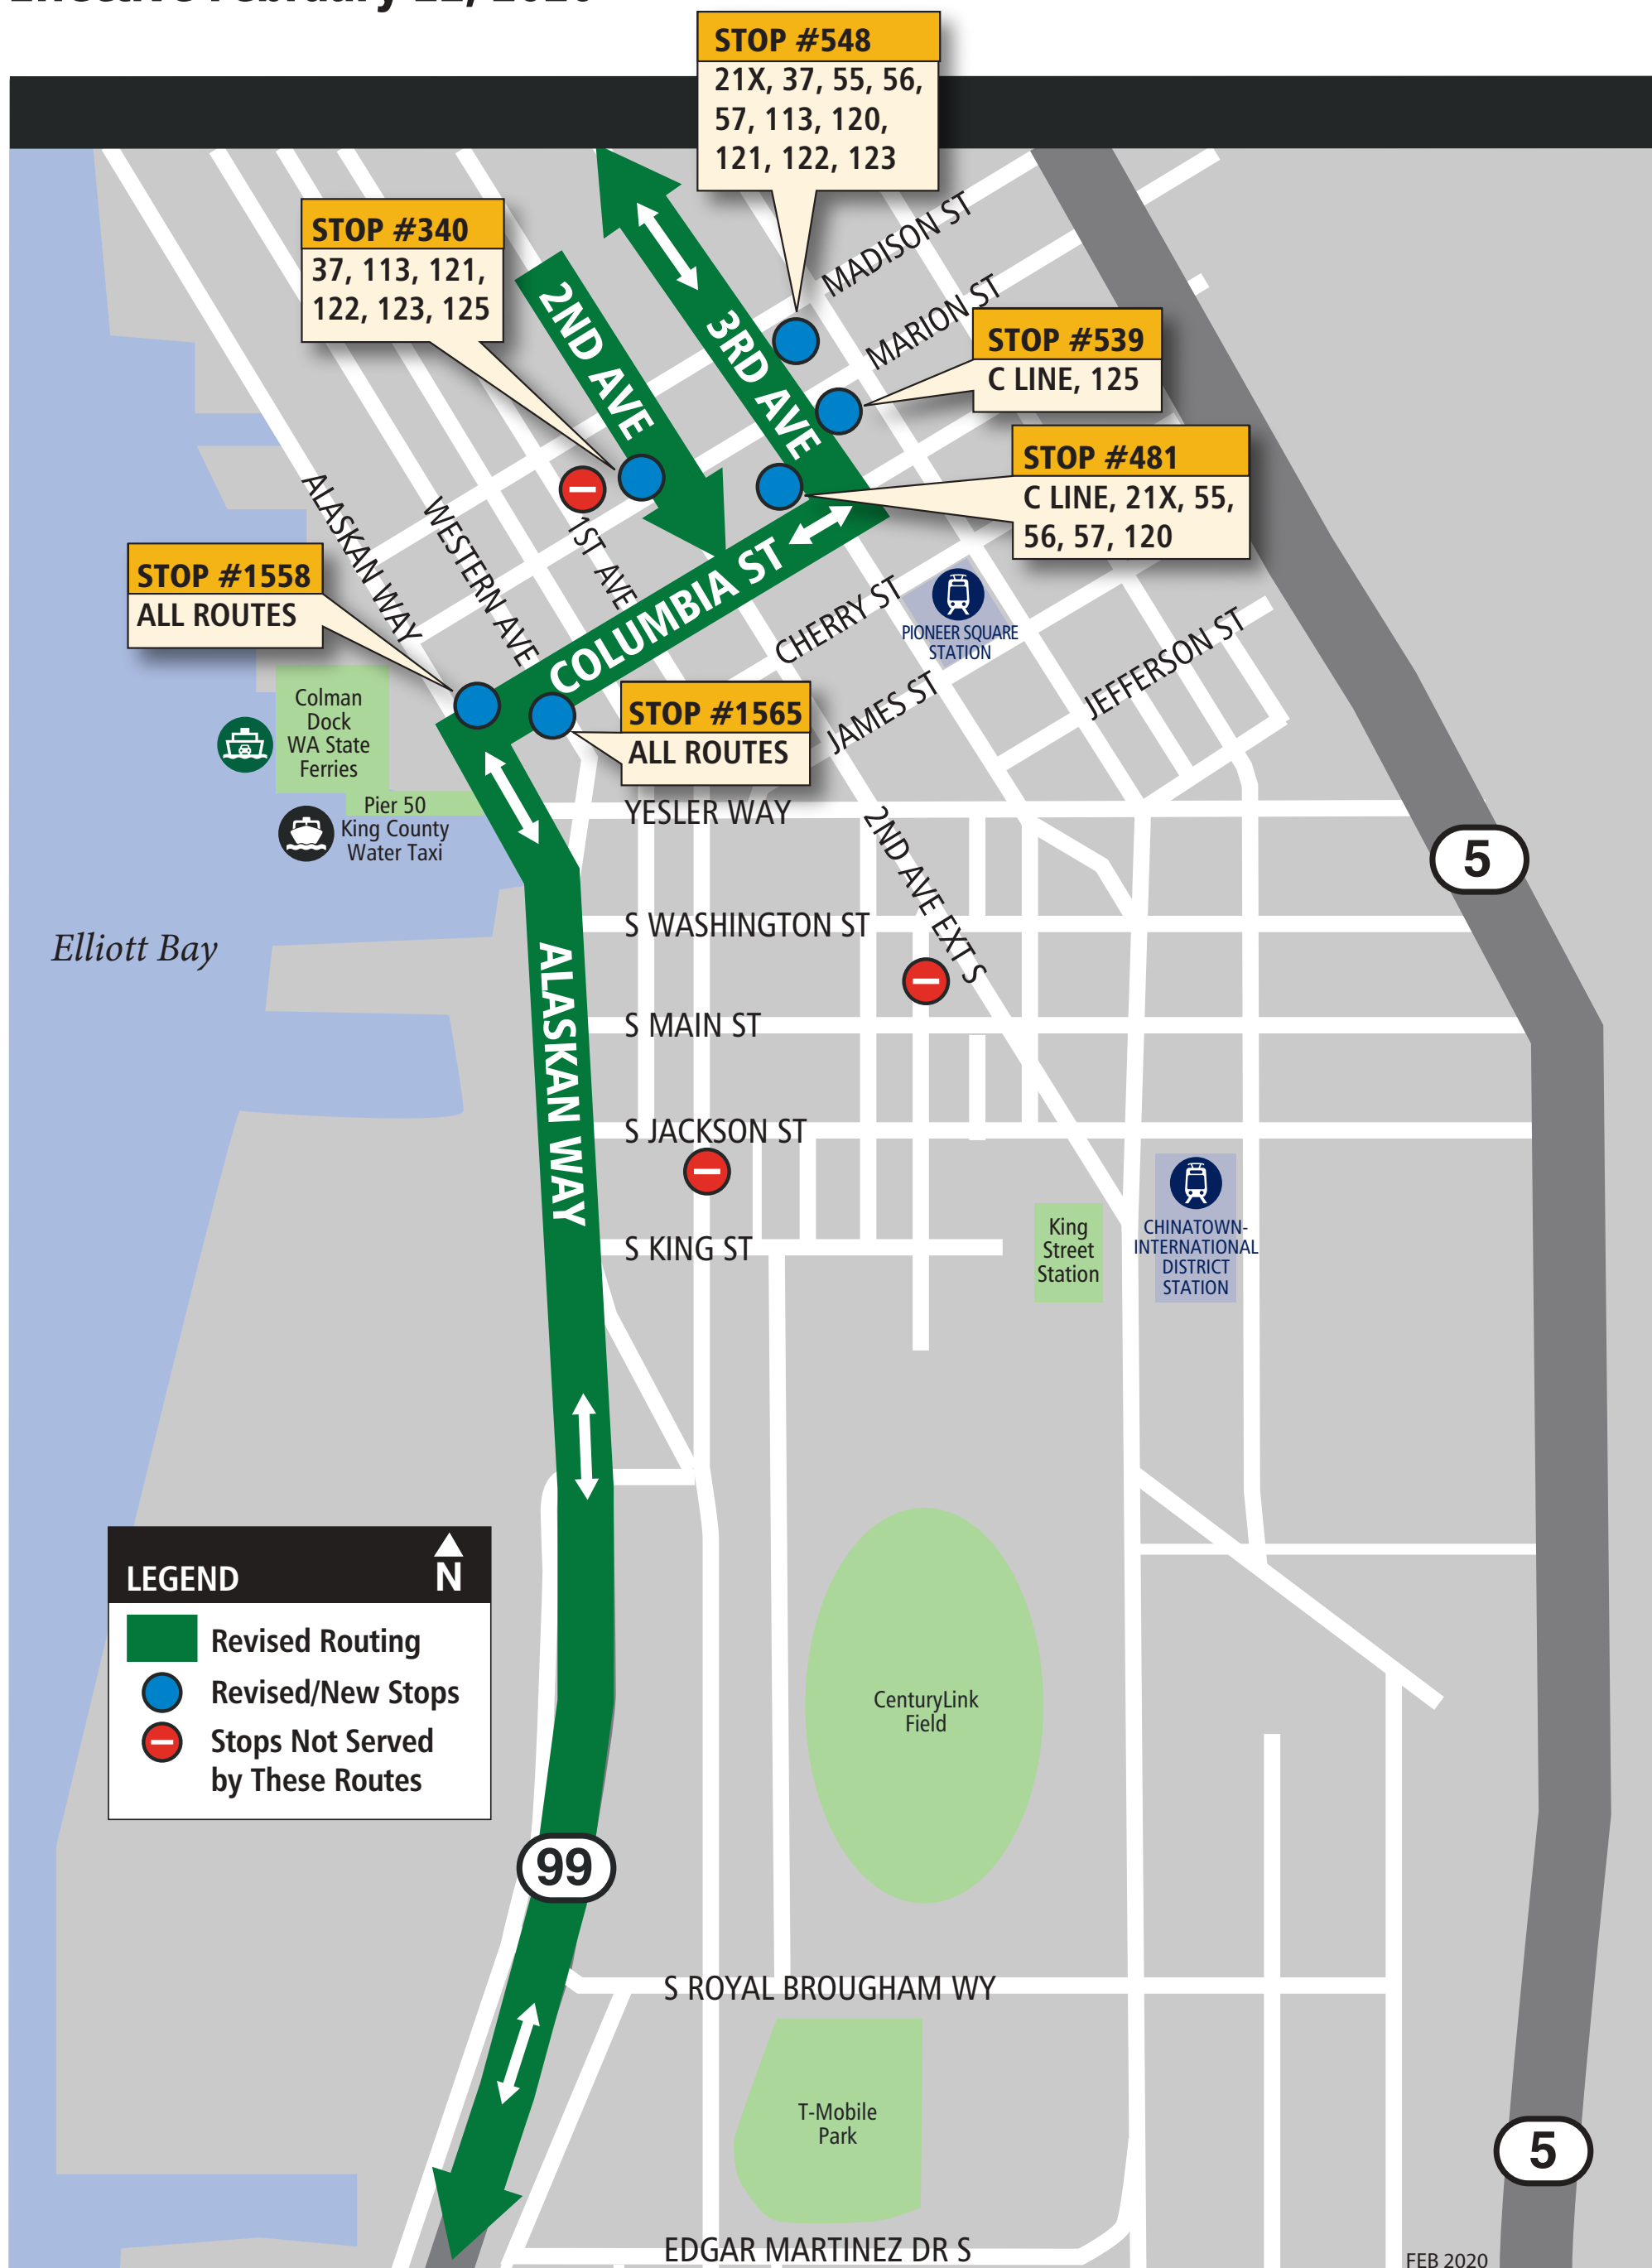 Effective February 22, 2020
STOP #548
21X, 37, 55, 56,
57, 113, 120,
121, 122, 123
STOP #340
37, 113, 121,
122, 123, 125
MADISON ST
MARION ST
2ND AVE
3RD AVE
STOP #539
C LINE, 125
STOP #481
C LINE, 21X, 55,
56, 57, 120
ALASKAN WAY
WESTERN AVE
1ST AVE
STOP #1558
ALL ROUTES
COLUMBIA ST
CHERRY ST
PIONEER SQUARE
STATION
JAMES ST
JEFFERSON ST
Colman
Dock
WA State
Ferries
STOP #1565
ALL ROUTES
Pier 50
King County
Water Taxi
YESLER WAY
2ND AVE EXT S
5
Elliott Bay
S WASHINGTON ST
ALASKAN WAY
S MAIN ST
S JACKSON ST
S KING ST
King
Street
Station
CHINATOWN-
INTERNATIONAL
DISTRICT
STATION
LEGEND
N
Revised Routing
Revised/New Stops
Stops Not Served
by These Routes
CenturyLink
Field
99
S ROYAL BROUGHAM WY
T-Mobile
Park
5
EDGAR MARTINEZ DR S
FEB 2020